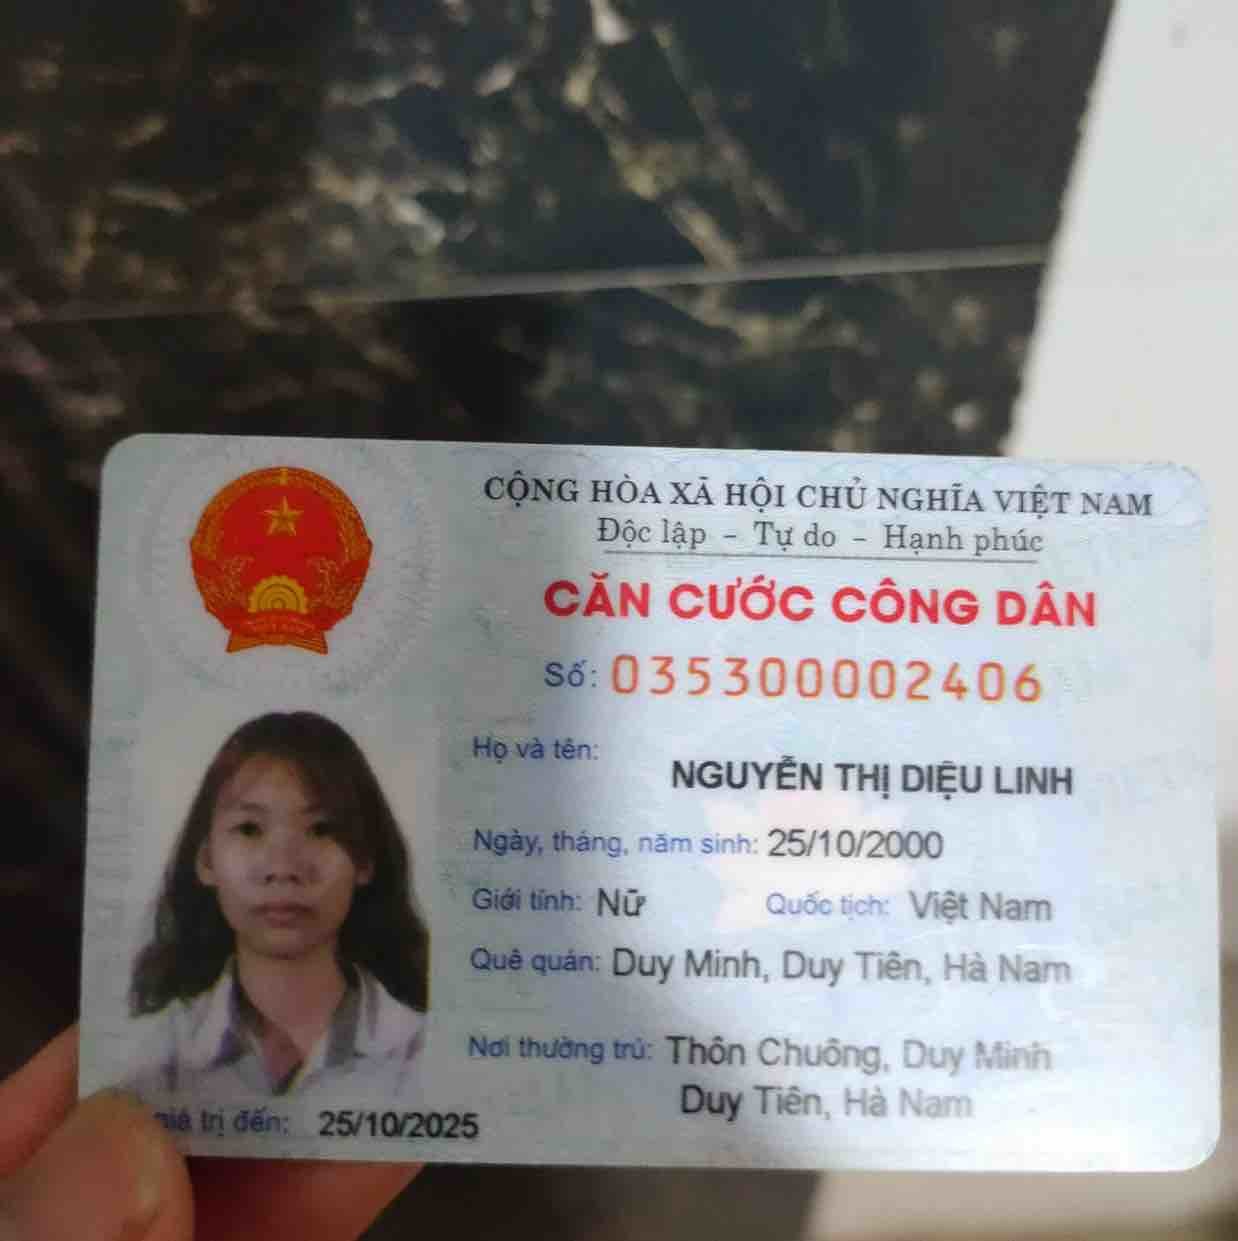 CỘNG HÒA XÃ HỘI CHỦ NGHĨA VIỆT NAM
Độc lập - Tự do - Hạnh phúc
CĂN CƯỚC CÔNG DÂN
Số: 035300002406
Họ và tên:
NGUYỄN THỊ DIỆU LINH
Ngày, tháng, năm sinh: 25/10/2000
Giới tính: Nữ Quốc tịch: Việt Nam
Quê quán: Duy Minh, Duy Tiên, Hà Nam
Nơi thường trú: Thôn Chuông, Duy Minh
Duy Tiên, Hà Nam
giá trị đến: 25/10/2025